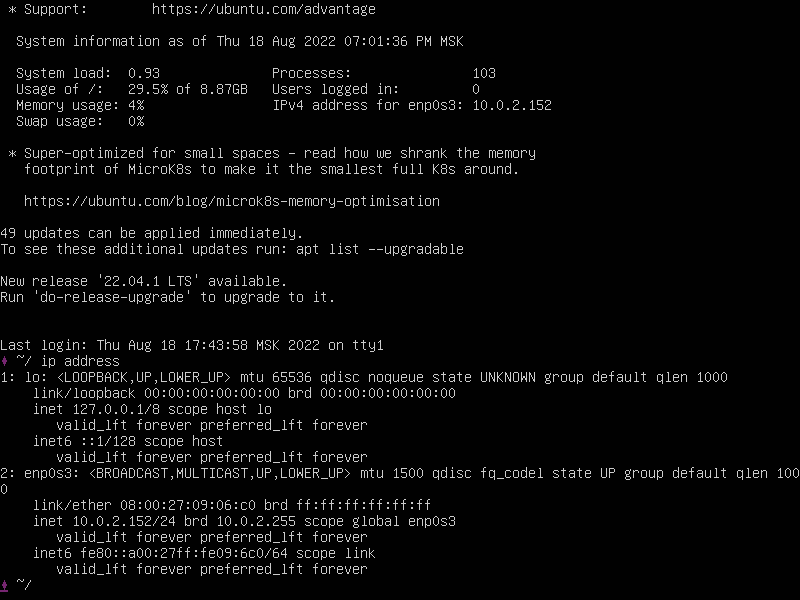 * Support:        https://ubuntu.com/advantage
  System information as of Thu 18 Aug 2022 07:01:36 PM MSK
  System load:  0.93              Processes:               103
  Usage of /:   29.5% of 8.87GB   Users logged in:         0
  Memory usage: 4%                IPv4 address for enp0s3: 10.0.2.152
  Swap usage:   0%
 * Super-optimized for small spaces - read how we shrank the memory
   footprint of MicroK8s to make it the smallest full K8s around.
   https://ubuntu.com/blog/microk8s-memory-optimisation
49 updates can be applied immediately.
To see these additional updates run: apt list --upgradable
New release '22.04.1 LTS' available.
Run 'do-release-upgrade' to upgrade to it.
Last login: Thu Aug 18 17:43:58 MSK 2022 on tty1
♦ ~/ ip address
1: lo: <LOOPBACK,UP,LOWER_UP> mtu 65536 qdisc noqueue state UNKNOWN group default qlen 1000
    link/loopback 00:00:00:00:00:00 brd 00:00:00:00:00:00
    inet 127.0.0.1/8 scope host lo
       valid_lft forever preferred_lft forever
    inet6 ::1/128 scope host
       valid_lft forever preferred_lft forever
2: enp0s3: <BROADCAST,MULTICAST,UP,LOWER_UP> mtu 1500 qdisc fq_codel state UP group default qlen 100
0
    link/ether 08:00:27:09:06:c0 brd ff:ff:ff:ff:ff:ff
    inet 10.0.2.152/24 brd 10.0.2.255 scope global enp0s3
       valid_lft forever preferred_lft forever
    inet6 fe80::a00:27ff:fe09:6c0/64 scope link
       valid_lft forever preferred_lft forever
♦ ~/